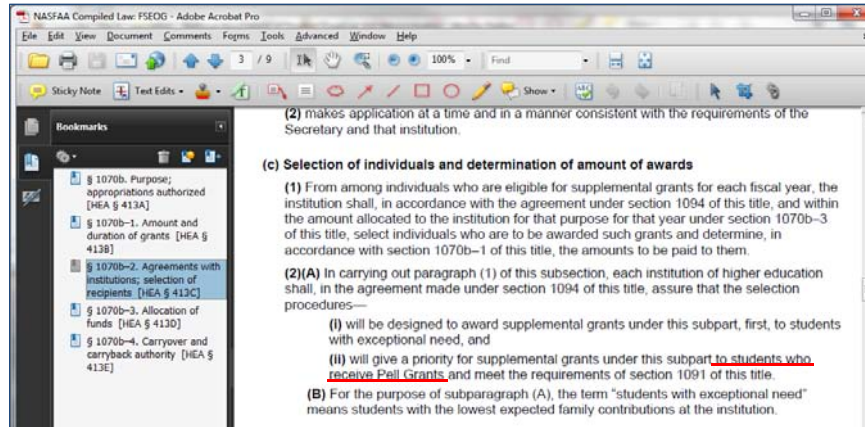 NASFAA Compiled Law: FSEOG - Adobe Acrobat Pro
File Edit View Document Comments Forms Tools Advanced Window Help
3 / 9 100% Find
Sticky Note Text Edits Show
Bookmarks
§ 1070b. Purpose;
appropriations authorized
[HEA § 413A]
§ 1070b–1. Amount and
duration of grants [HEA §
413B]
§ 1070b–2. Agreements with
institutions; selection of
recipients [HEA § 413C]
§ 1070b–3. Allocation of
funds [HEA § 413D]
§ 1070b–4. Carryover and
carryback authority [HEA §
413E]
(2) makes application at a time and in a manner consistent with the requirements of the
Secretary and that institution.
(c) Selection of individuals and determination of amount of awards
(1) From among individuals who are eligible for supplemental grants for each fiscal year, the
institution shall, in accordance with the agreement under section 1094 of this title, and within
the amount allocated to the institution for that purpose for that year under section 1070b–3
of this title, select individuals who are to be awarded such grants and determine, in
accordance with section 1070b–1 of this title, the amounts to be paid to them.
(2)(A) In carrying out paragraph (1) of this subsection, each institution of higher education
shall, in the agreement made under section 1094 of this title, assure that the selection
procedures—
(i) will be designed to award supplemental grants under this subpart, first, to students
with exceptional need, and
(ii) will give a priority for supplemental grants under this subpart to students who
receive Pell Grants and meet the requirements of section 1091 of this title.
(B) For the purpose of subparagraph (A), the term "students with exceptional need"
means students with the lowest expected family contributions at the institution.